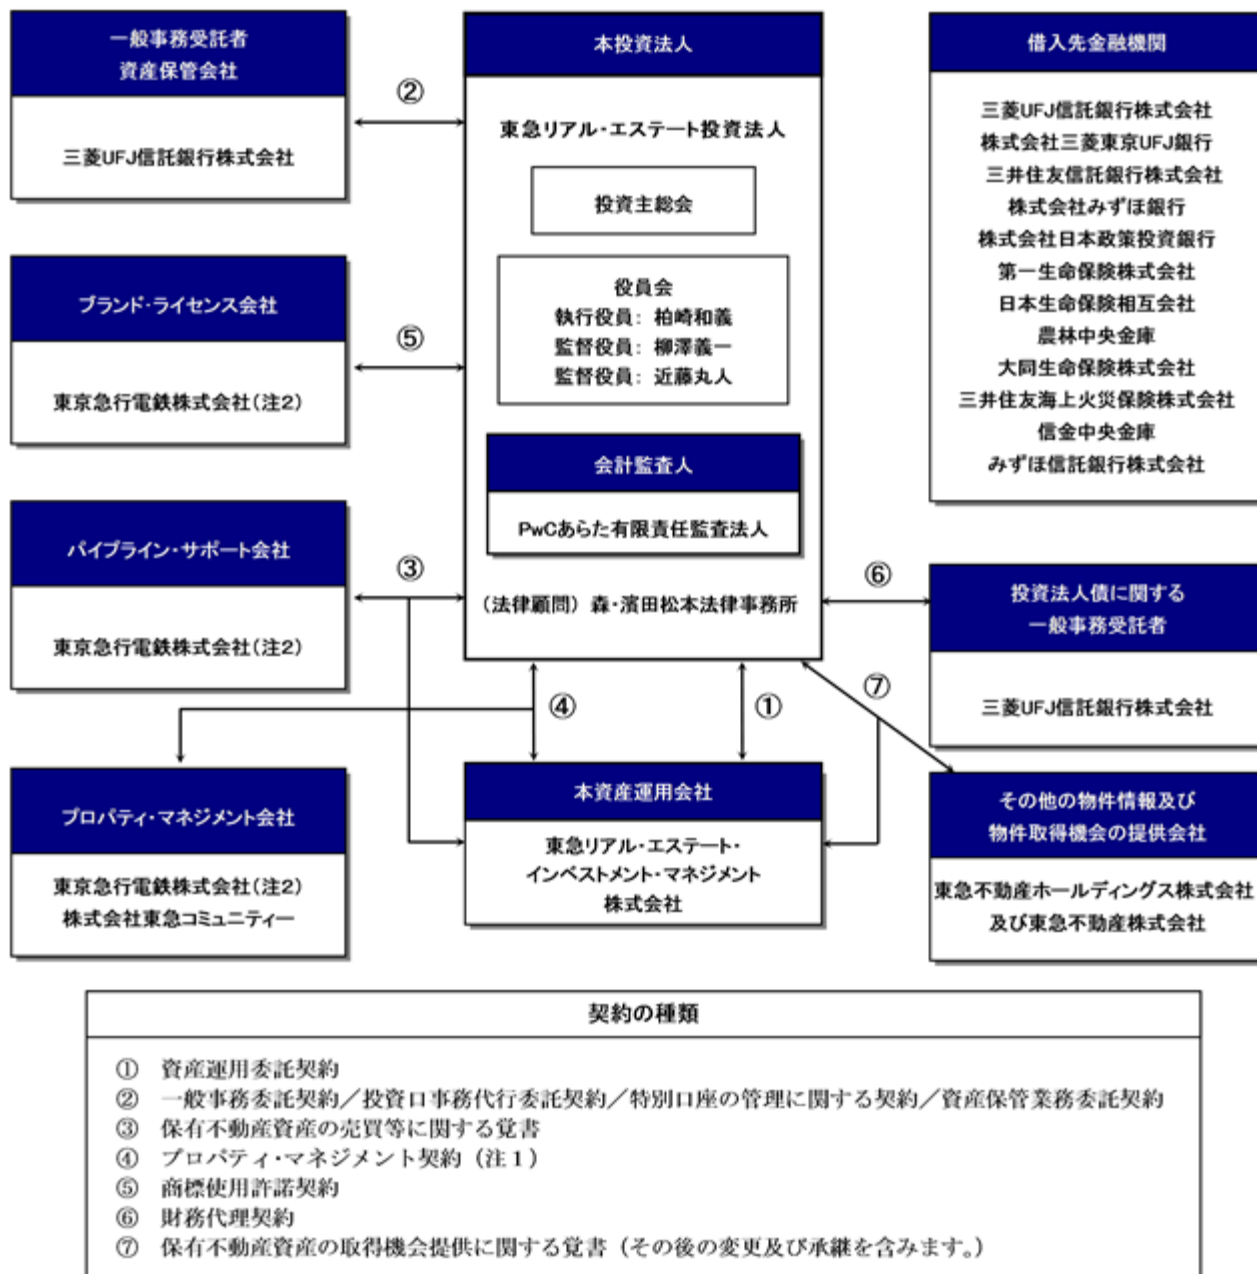 一般事務受託者
資産保管会社
三菱UFJ信託銀行株式会社
②
ブランド・ライセンス会社
東京急行電鉄株式会社(注2)
⑤
パイプライン・サポート会社
東京急行電鉄株式会社(注2)
③
プロパティ・マネジメント会社
東京急行電鉄株式会社(注2)
株式会社東急コミュニティー
④
本投資法人
東急リアル・エステート投資法人
投資主総会
役員会
執行役員: 柏崎和義
監督役員: 柳澤義一
監督役員: 近藤丸人
会計監査人
PwCあらた有限責任監査法人
(法律顧問) 森・濱田松本法律事務所
①
本資産運用会社
東急リアル・エステート・
インベストメント・マネジメント
株式会社
借入先金融機関
三菱UFJ信託銀行株式会社
株式会社三菱東京UFJ銀行
三井住友信託銀行株式会社
株式会社みずほ銀行
株式会社日本政策投資銀行
第一生命保険株式会社
日本生命保険相互会社
農林中央金庫
大同生命保険株式会社
三井住友海上火災保険株式会社
信金中央金庫
みずほ信託銀行株式会社
⑥
投資法人債に関する
一般事務受託者
三菱UFJ信託銀行株式会社
⑦
その他の物件情報及び
物件取得機会の提供会社
東急不動産ホールディングス株式会社
及び東急不動産株式会社
契約の種類
① 資産運用委託契約
② 一般事務委託契約/投資口事務代行委託契約/特別口座の管理に関する契約/資産保管業務委託契約
③ 保有不動産資産の売買等に関する覚書
④ プロパティ・マネジメント契約(注1)
⑤ 商標使用許諾契約
⑥ 財務代理契約
⑦ 保有不動産資産の取得機会提供に関する覚書(その後の変更及び承継を含みます。)